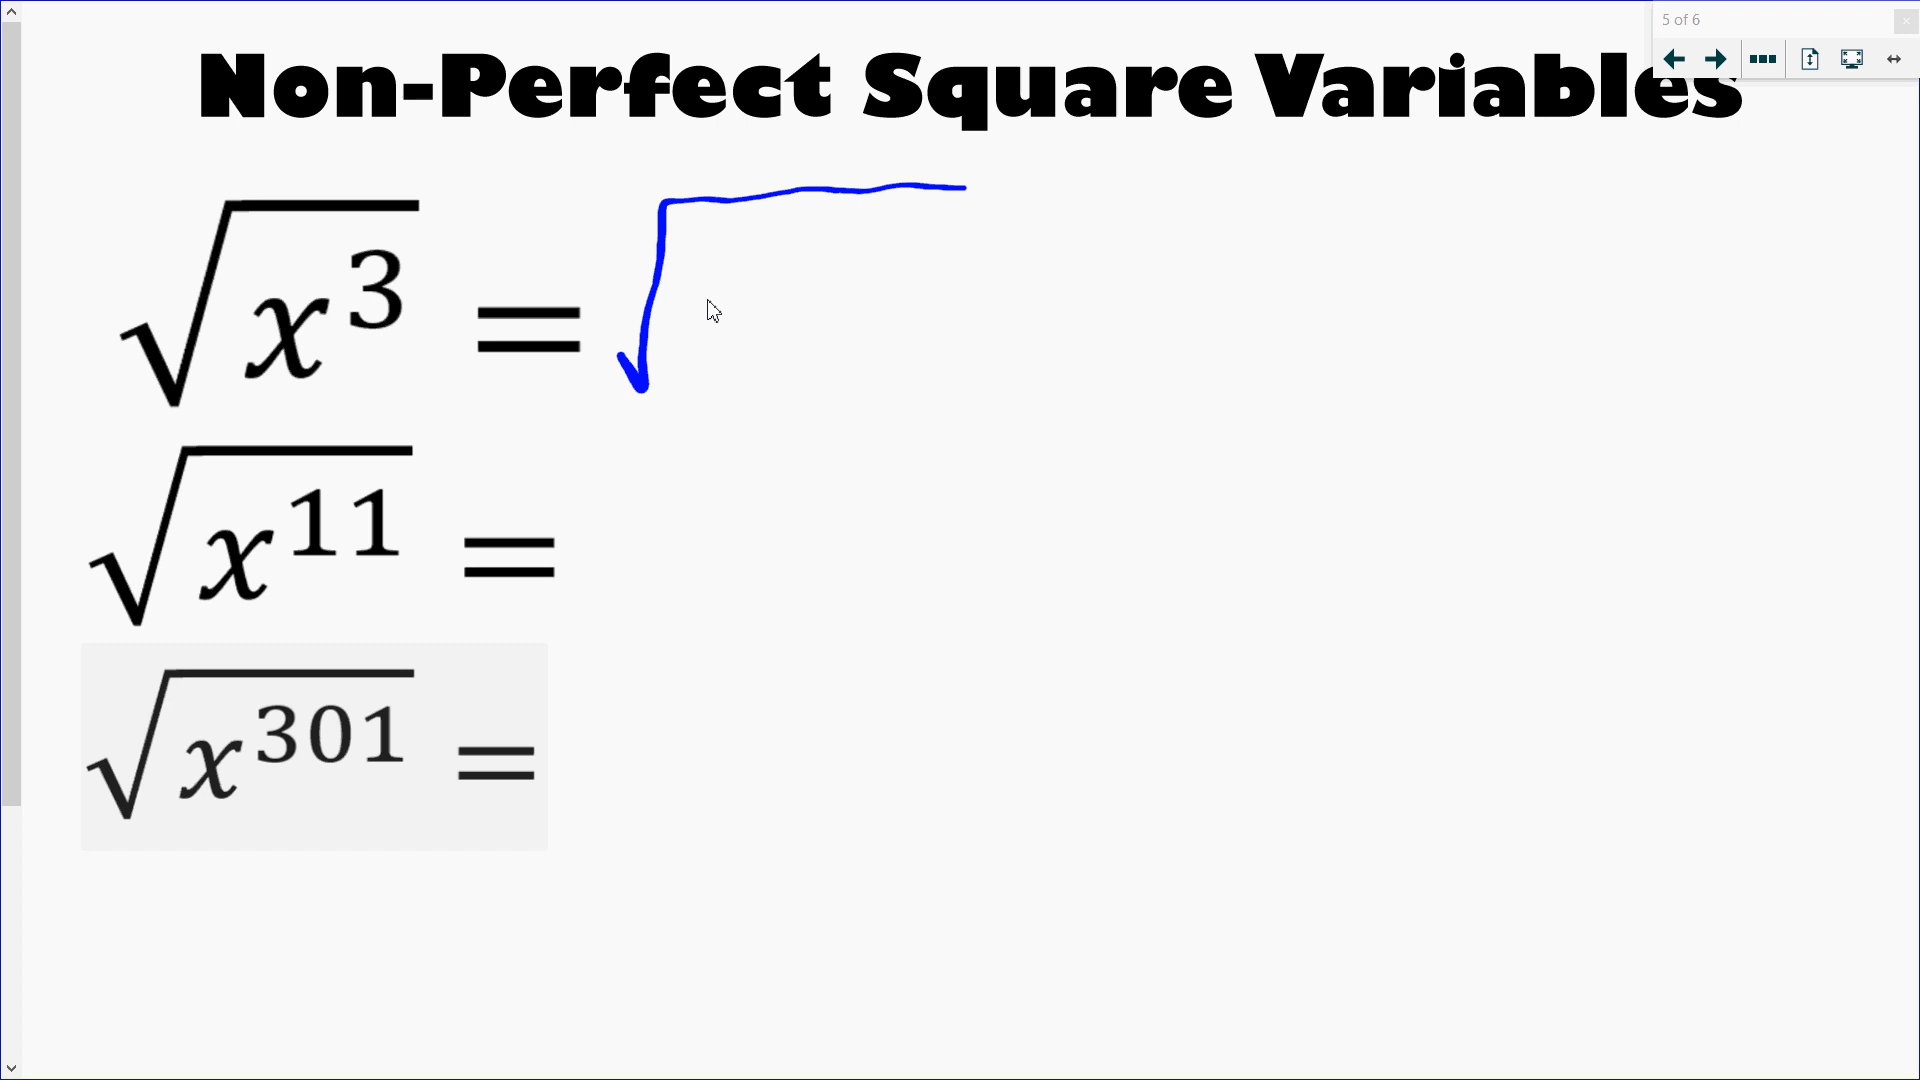 5 of 6
Non-Perfect Square Variables
√x³ = √
√x¹¹ =
√x³⁰¹ =